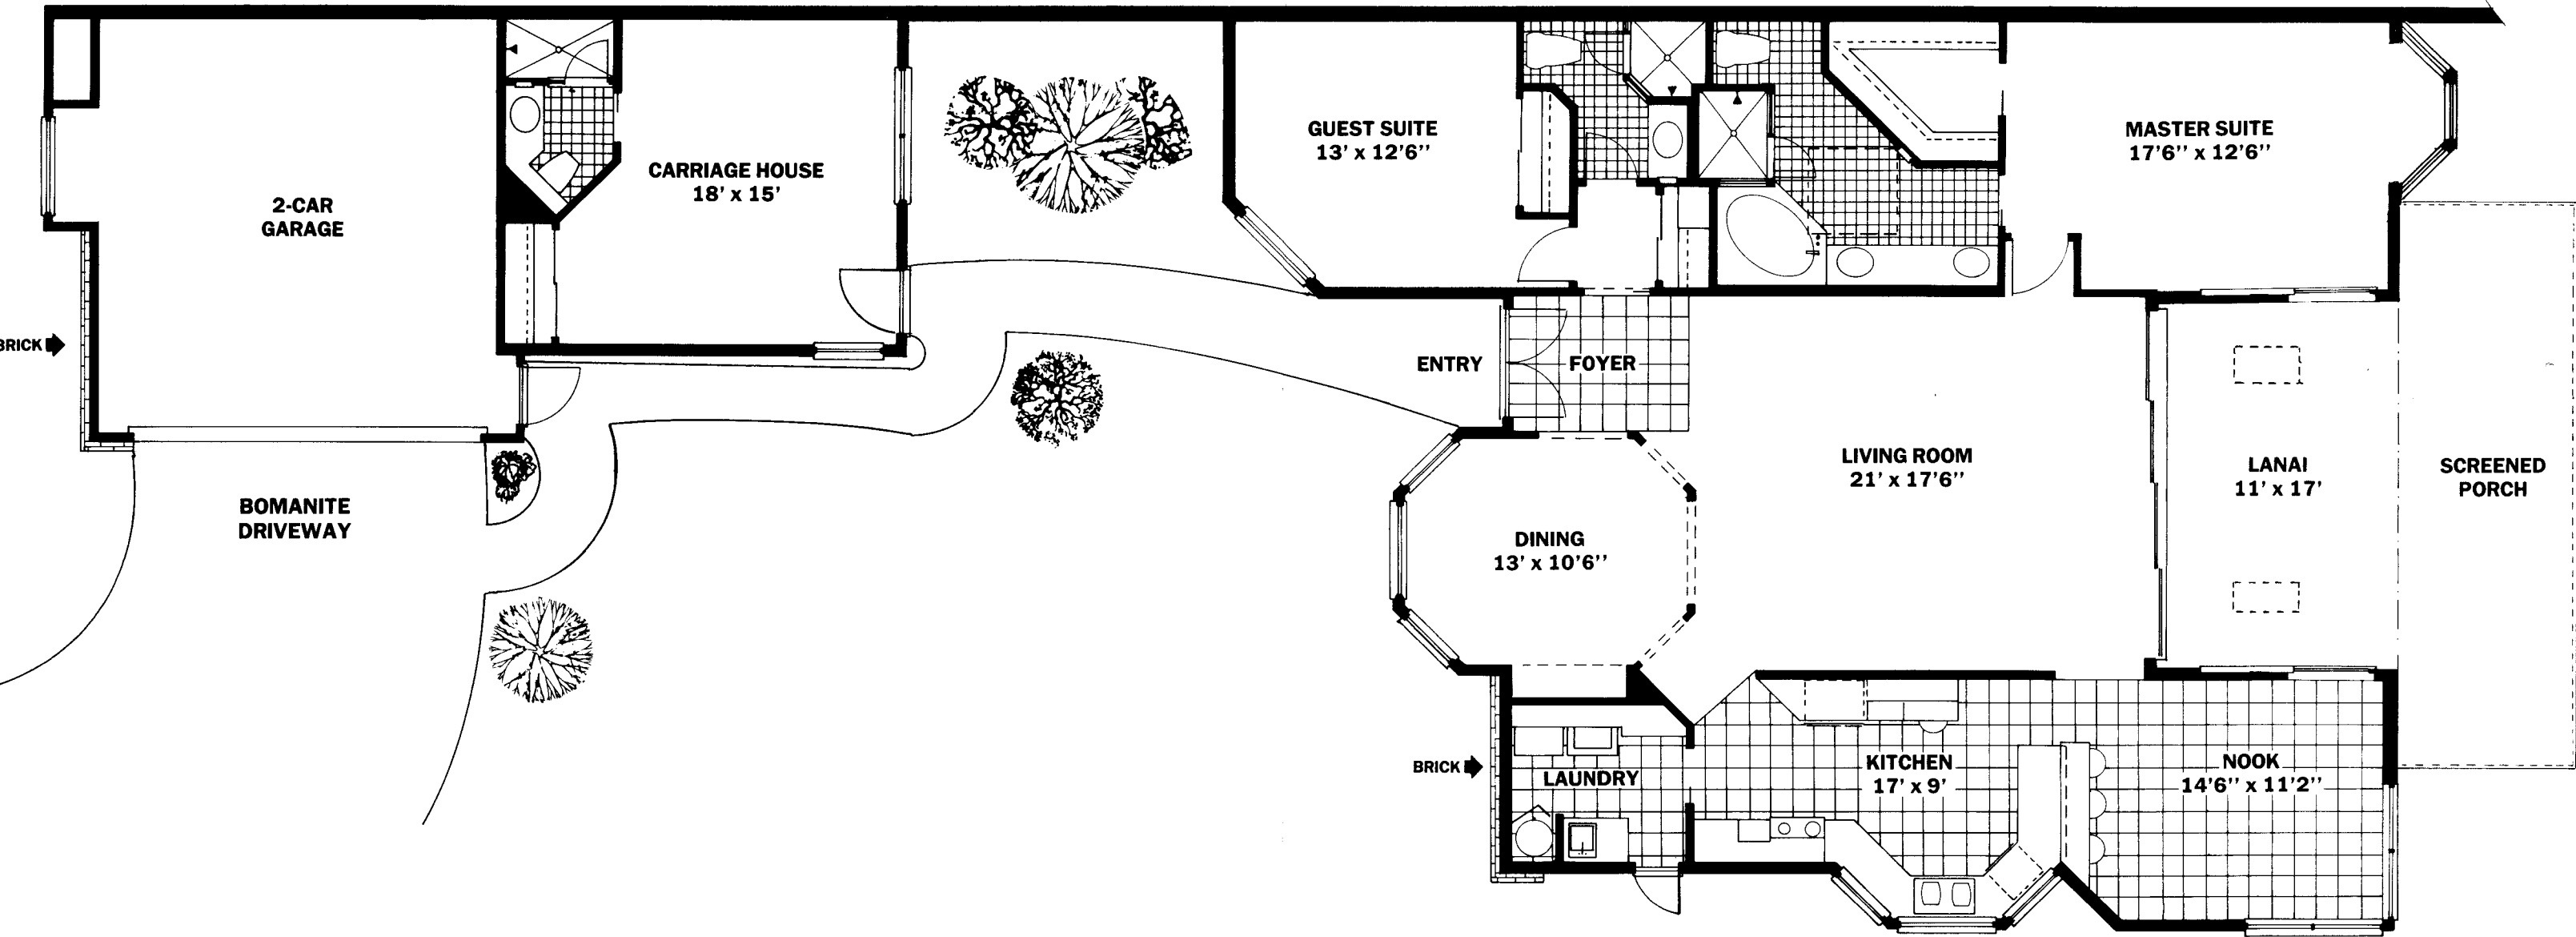 2-CAR
GARAGE
CARRIAGE HOUSE
18' x 15'
GUEST SUITE
13' x 12'6''
MASTER SUITE
17'6'' x 12'6''
BRICK
ENTRY
FOYER
BOMANITE
DRIVEWAY
DINING
13' x 10'6''
LIVING ROOM
21' x 17'6''
LANAI
11' x 17'
SCREENED
PORCH
BRICK
LAUNDRY
KITCHEN
17' x 9'
NOOK
14'6'' x 11'2''